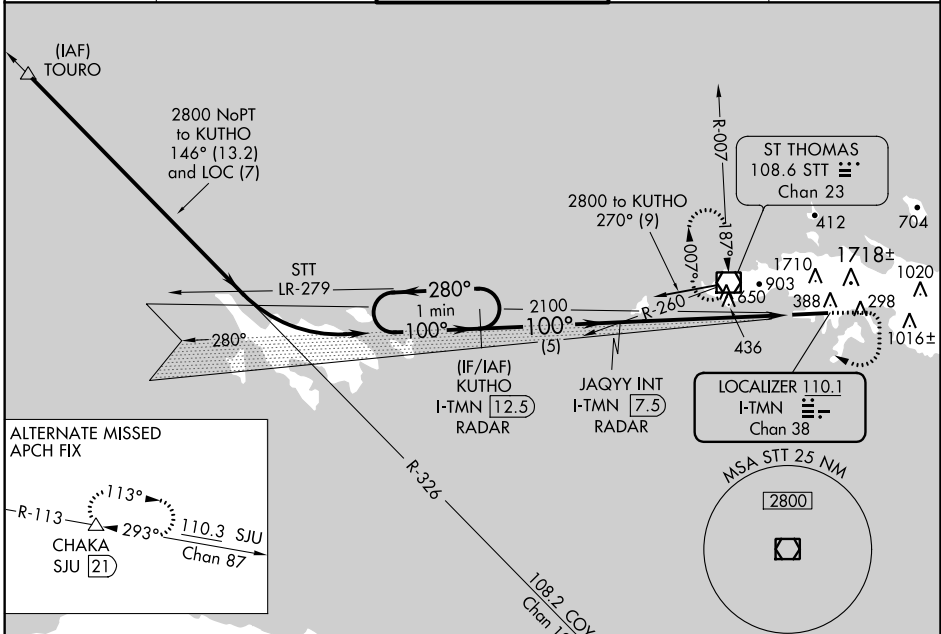 (IAF)
TOURO
2800 NoPT
to KUTHO
146° (13.2)
and LOC (7)
R-007
ST THOMAS
108.6 STT
Chan 23
2800 to KUTHO
270° (9)
007°
187°
412
704
STT
LR-279
280°
1 min
100°
2100
100°
(5)
R-260
650
903
436
1710
1718±
388
298
1020
1016±
280°
(IF/IAF)
KUTHO
I-TMN 12.5
RADAR
JAQYY INT
I-TMN 7.5
RADAR
LOCALIZER 110.1
I-TMN
Chan 38
ALTERNATE MISSED
APCH FIX
R-113
113°
293°
CHAKA
SJU 21
110.3 SJU
Chan 87
R-326
108.2 COY
MSA STT 25 NM
2800